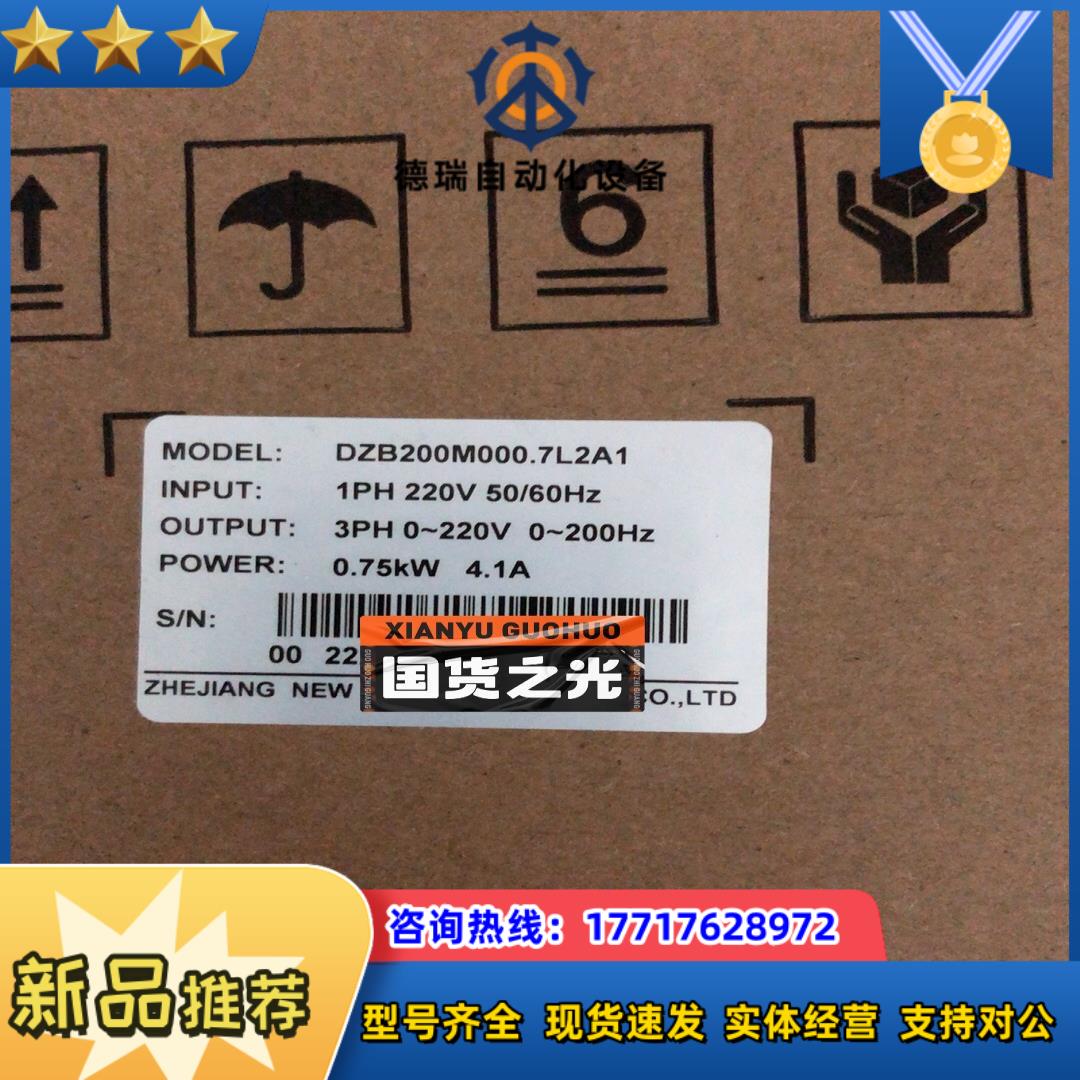 德瑞自动化设备
6
MODEL: DZB200M000.7L2A1
INPUT: 1PH 220V 50/60Hz
OUTPUT: 3PH 0~220V 0~200Hz
POWER: 0.75kW 4.1A
S/N:
XIANYU GUOHUO
00 22
国货之光
ZHEJIANG NEW CO.,LTD
咨询热线：17717628972
新品推荐
型号齐全 现货速发 实体经营 支持对公